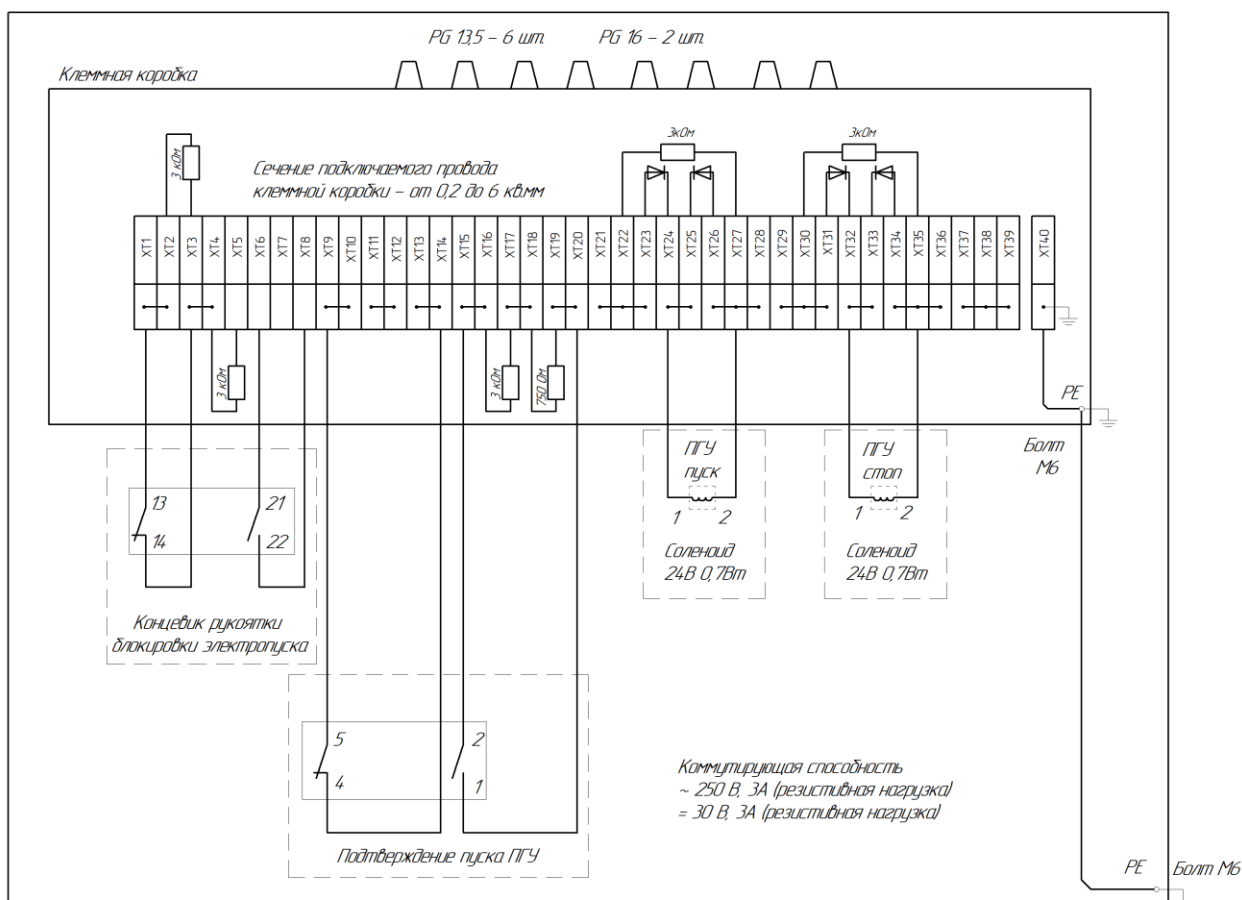 PG 13,5 – 6 шт.
PG 16 – 2 шт.
Клеммная коробка
3 кОм
3кОм
3кОм
Сечение подключаемого провода
клеммной коробки – от 0,2 до 6 кв.мм
XT1
XT2
XT3
XT4
XT5
XT6
XT7
XT8
XT9
XT10
XT11
XT12
XT13
XT14
XT15
XT16
XT17
XT18
XT19
XT20
XT21
XT22
XT23
XT24
XT25
XT26
XT27
XT28
XT29
XT30
XT31
XT32
XT33
XT34
XT35
XT36
XT37
XT38
XT39
XT40
3 кОм
3 кОм
750 Ом
PE
Болт
М6
ПГУ
пуск
1
2
Соленоид
24В 0,7Вт
ПГУ
стоп
1
2
Соленоид
24В 0,7Вт
13
14
21
22
Концевик рукоятки
блокировки электропуска
5
4
2
1
Подтверждение пуска ПГУ
Коммутирующая способность
~ 250 В, 3А (резистивная нагрузка)
= 30 В, 3А (резистивная нагрузка)
PE
Болт М6